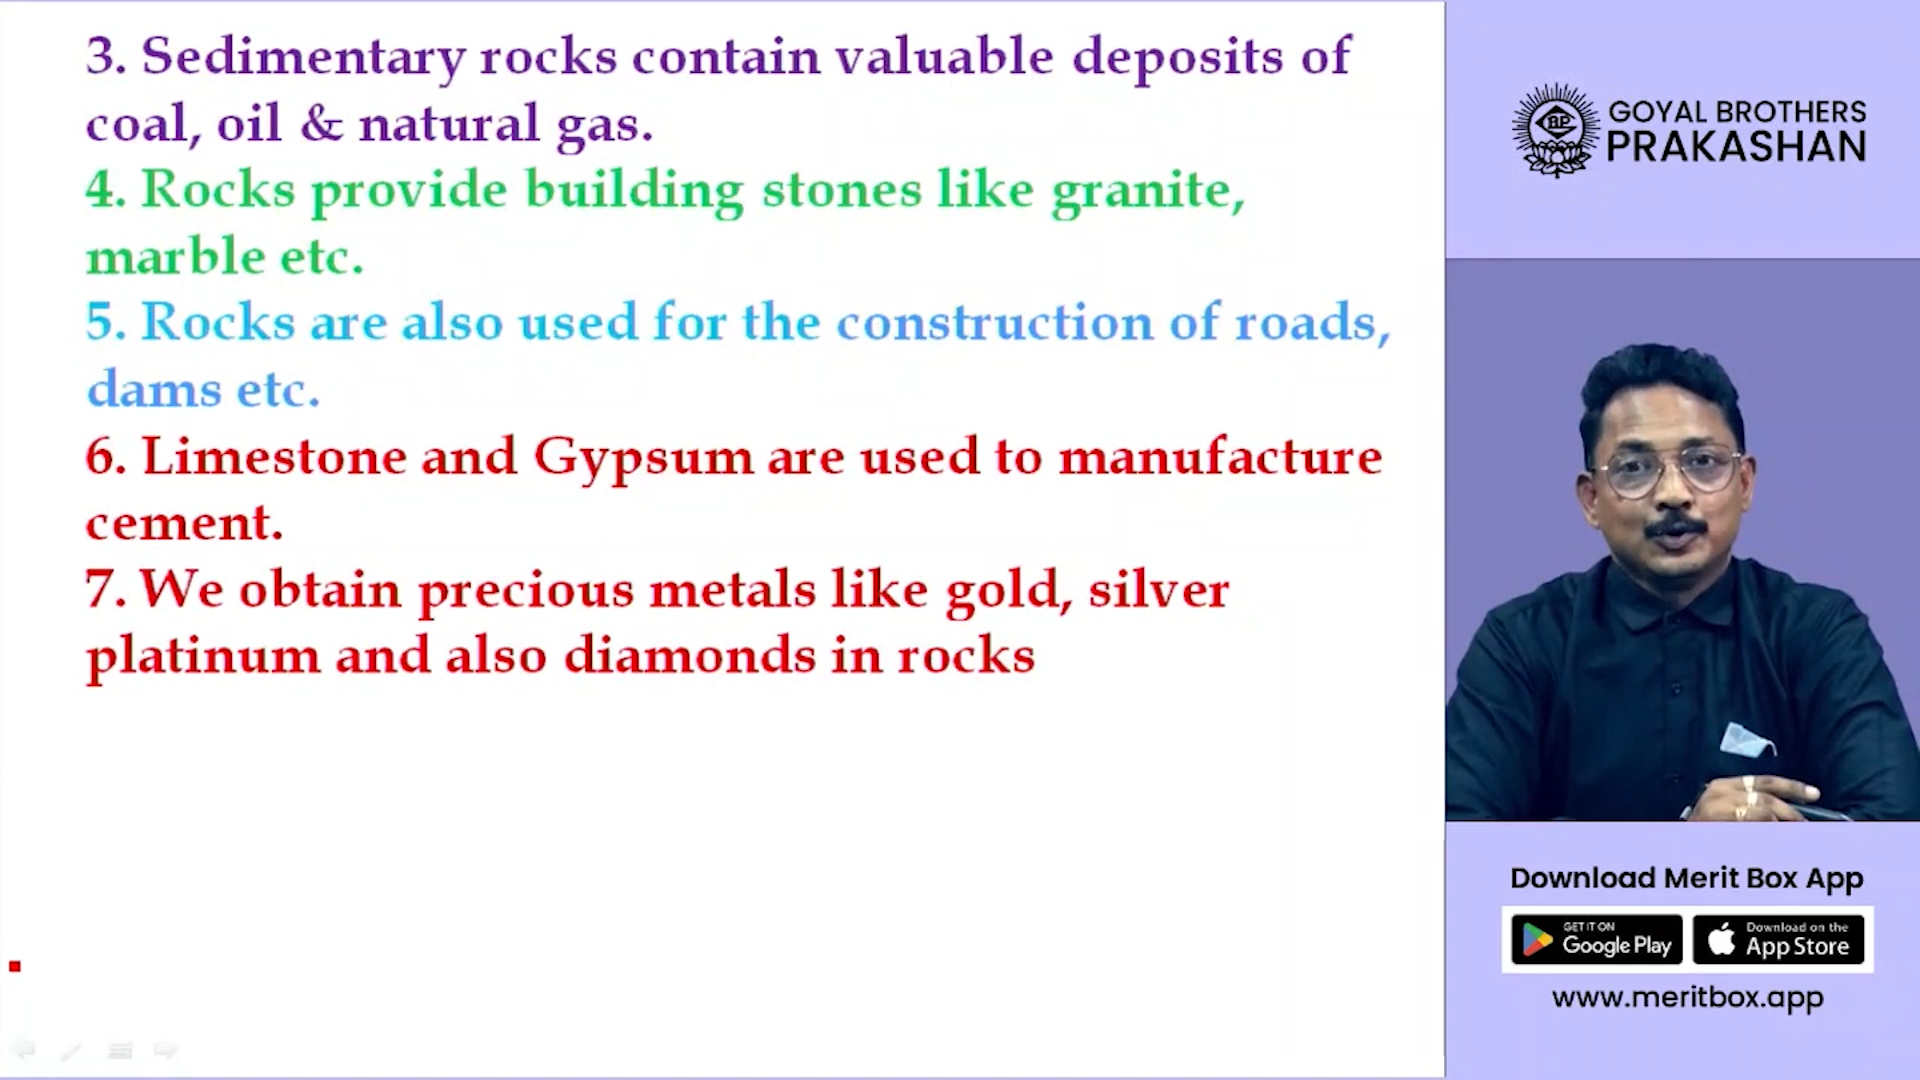 3. Sedimentary rocks contain valuable deposits of
coal, oil & natural gas.
4. Rocks provide building stones like granite,
marble etc.
5. Rocks are also used for the construction of roads,
dams etc.
6. Limestone and Gypsum are used to manufacture
cement.
7. We obtain precious metals like gold, silver
platinum and also diamonds in rocks
GBP
GOYAL BROTHERS
PRAKASHAN
Download Merit Box App
GET IT ON
Google Play
Download on the
App Store
www.meritbox.app